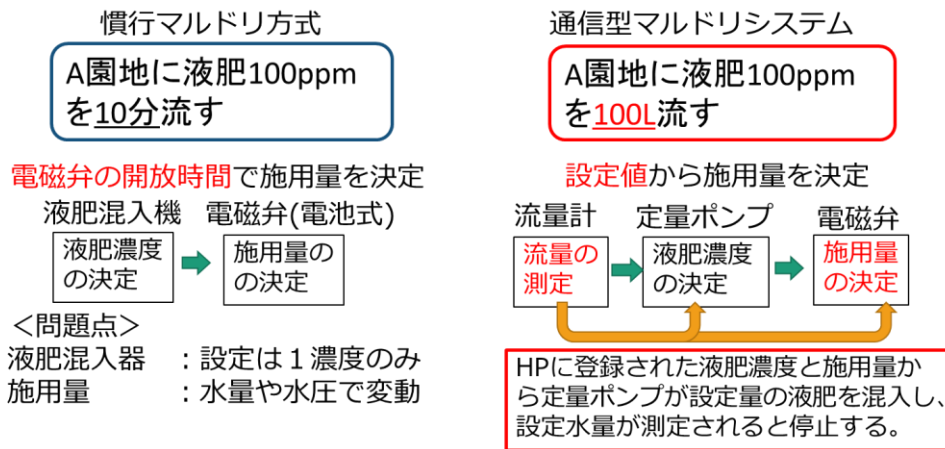 慣行マルドリ方式
A園地に液肥100ppm
を10分流す
電磁弁の開放時間で施用量を決定
液肥混入機
電磁弁(電池式)
液肥濃度
の決定
施用量の
の決定
＜問題点＞
液肥混入器 ：設定は１濃度のみ
施用量 ：水量や水圧で変動
通信型マルドリシステム
A園地に液肥100ppm
を100L流す
設定値から施用量を決定
流量計
定量ポンプ
電磁弁
流量の
測定
液肥濃度
の決定
施用量
の決定
HPに登録された液肥濃度と施用量か
ら定量ポンプが設定量の液肥を混入し、
設定水量が測定されると停止する。